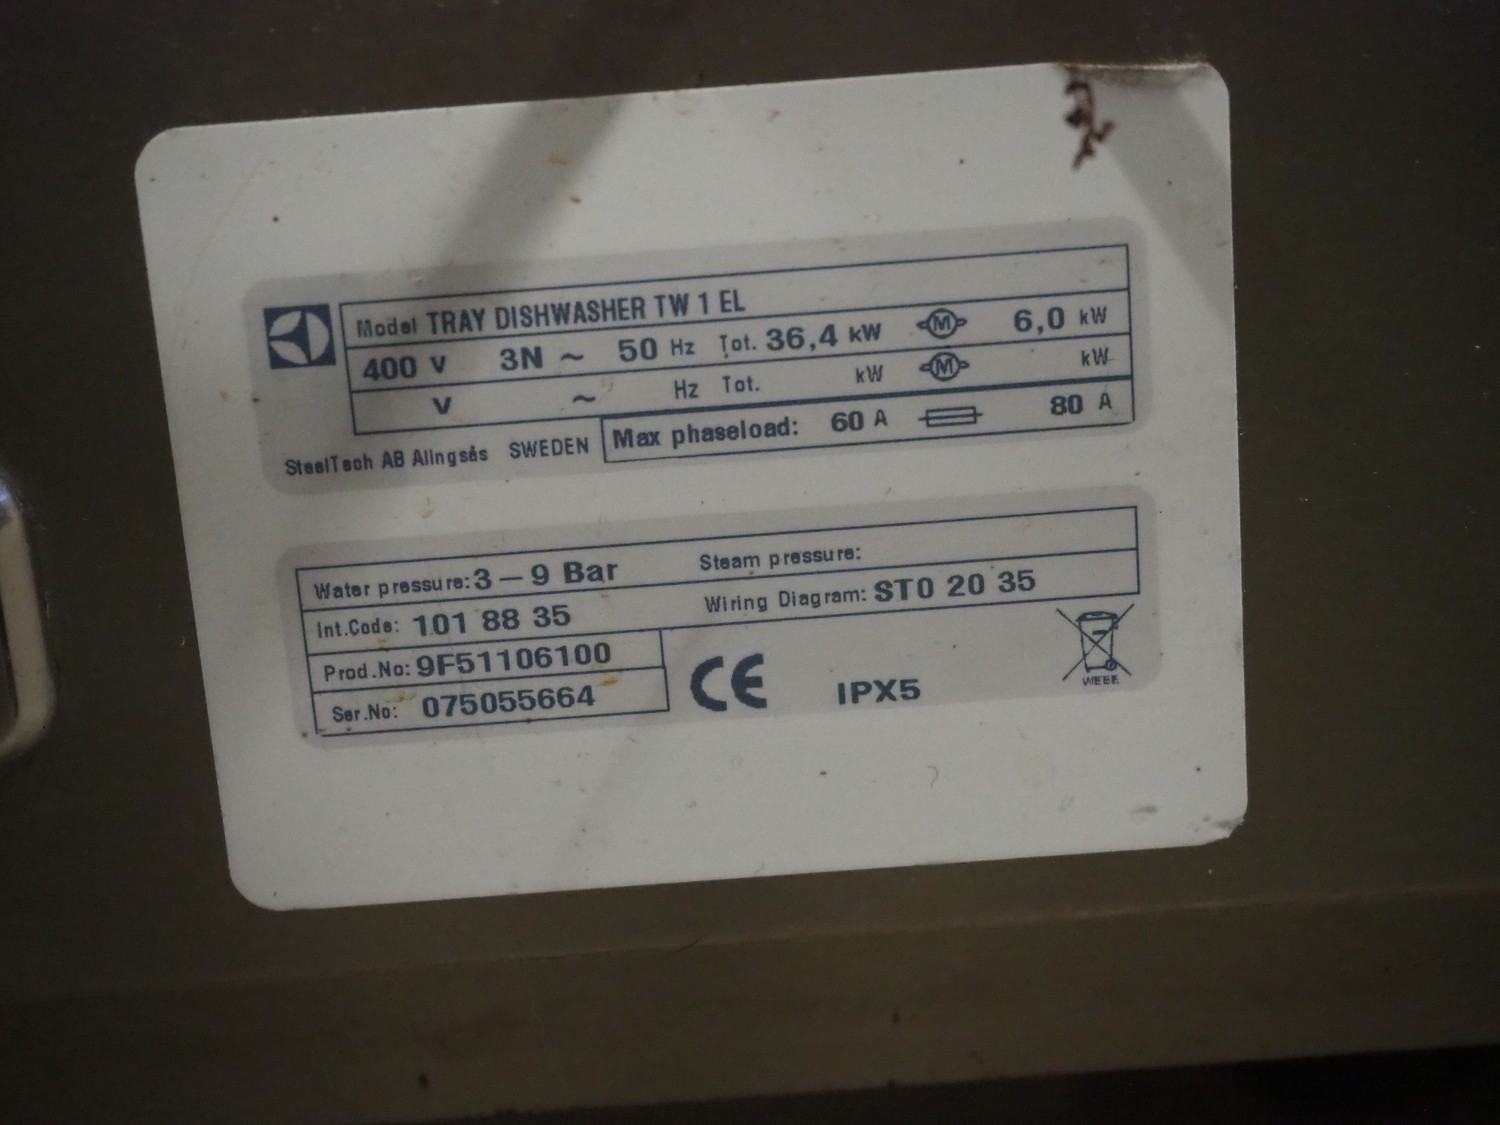 Model TRAY DISHWASHER TW 1 EL
400 V 3N ~ 50 Hz Tot. 36,4 kW M 6,0 kW
V ~ Hz Tot. kW M kW
SteelTech AB Alingsås SWEDEN Max phaseload: 60 A 80 A
Water pressure: 3 – 9 Bar Steam pressure:
Int.Code: 101 88 35 Wiring Diagram: ST0 20 35
Prod.No: 9F51106100
Ser.No: 075055664 CE IPX5 WEEE